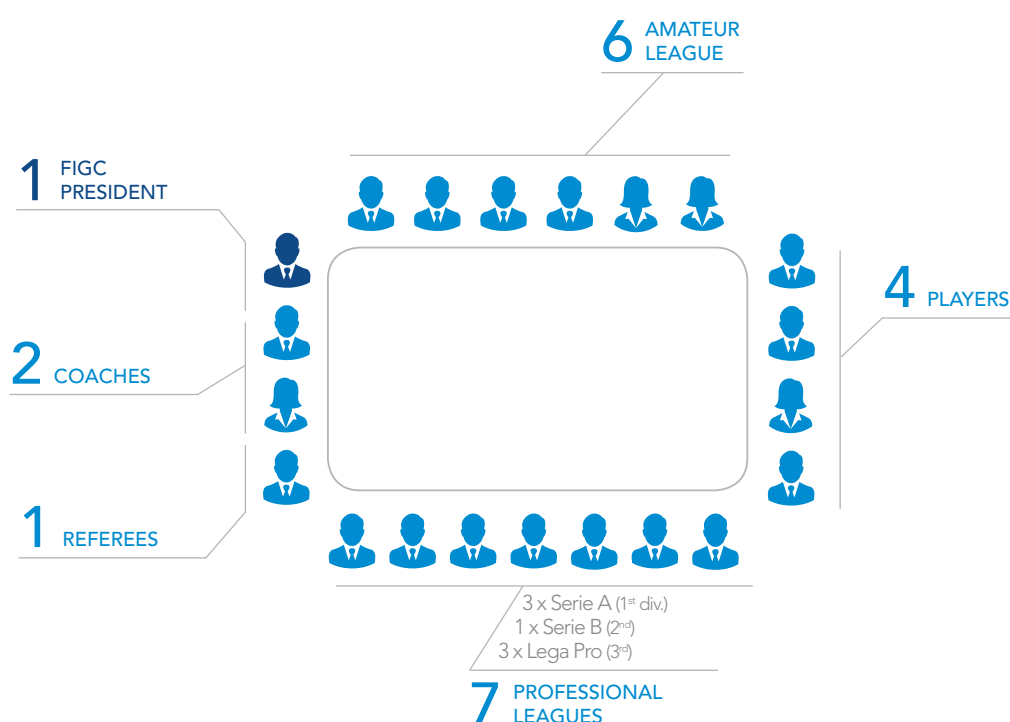 6 AMATEUR
LEAGUE
1 FIGC
PRESIDENT
4 PLAYERS
2 COACHES
1 REFEREES
3 x Serie A (1st div.)
1 x Serie B (2nd)
3 x Lega Pro (3rd)
7 PROFESSIONAL
LEAGUES